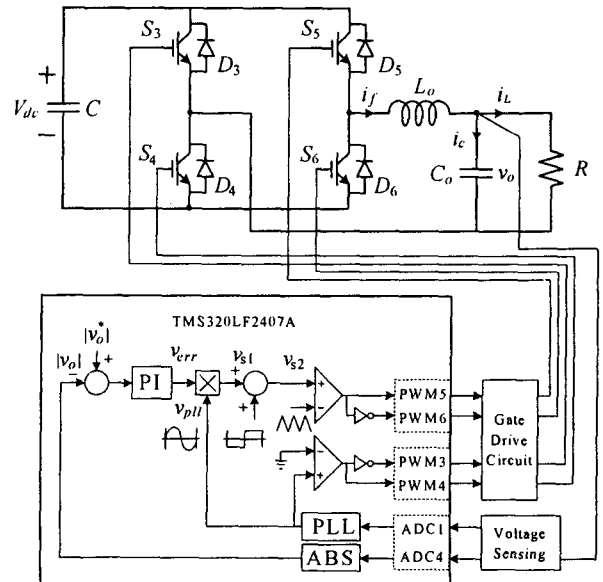 S3
S5
D3
D5
+
Vdc
−
C
Lo
if
iL
ic
S4
S6
D4
D6
Co
vo
R
TMS320LF2407A
|vo*|
|vo|
+
−
PI
verr
vs1
vs2
+
+
vpll
+
−
PWM5
PWM6
−
+
PWM3
PWM4
Gate
Drive
Circuit
PLL
ADC1
ABS
ADC4
Voltage
Sensing